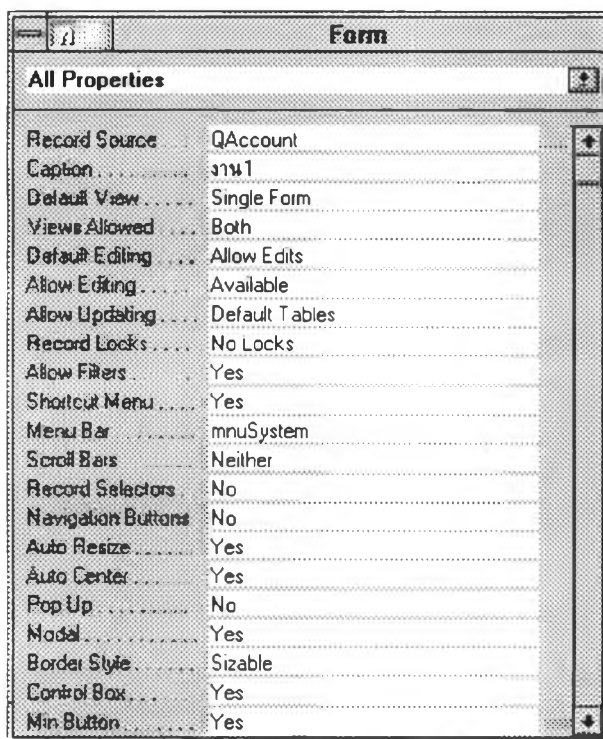 Form
All Properties
Record Source QAccount
Caption.......... งาน1
Default View..... Single Form
Views Allowed ... Both
Default Editing .... Allow Edits
Allow Editing..... Available
Allow Updating.... Default Tables
Record Locks.... No Locks
Allow Filters . Yes
Shortcut Menu.... Yes
Menu Bar mnuSystem
Scroll Bars Neither
Record Selectors. No
Navigation Buttons No
Auto Resize...... Yes
Auto Center... Yes
Pop Up......... No
Modal.......... Yes
Border Style...... Sizable
Control Box... Yes
Min Button....... Yes